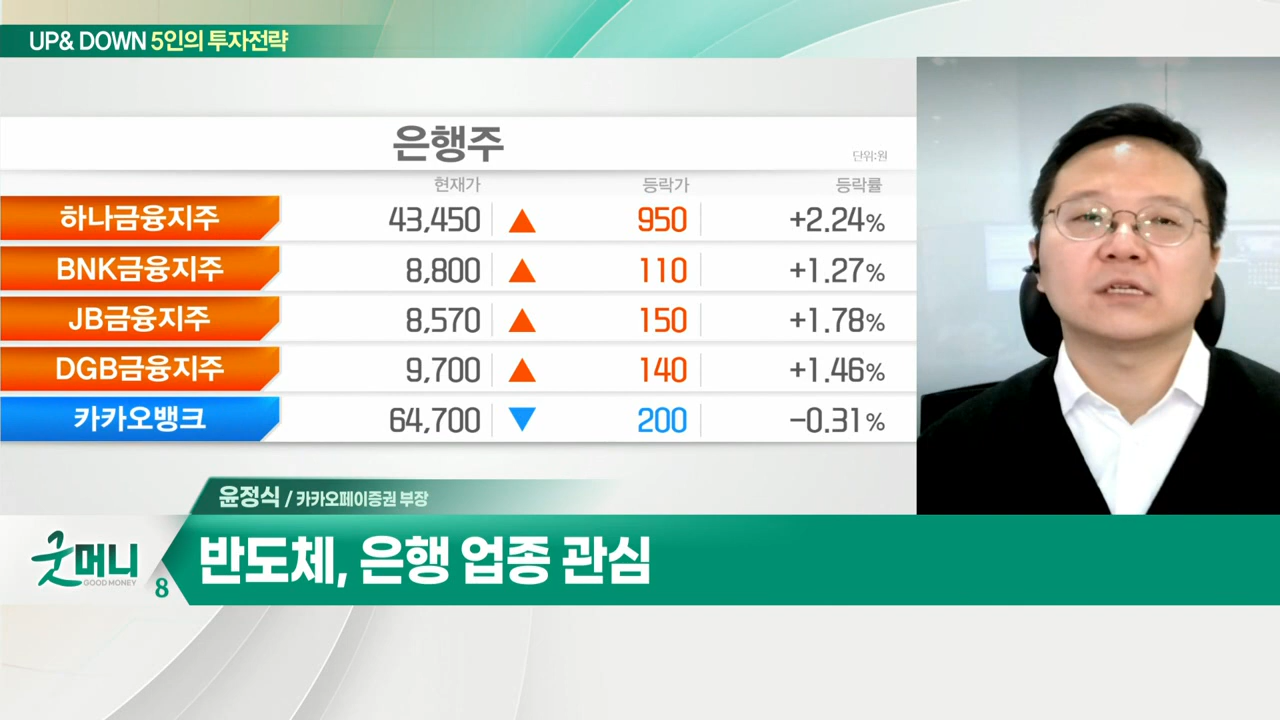 UP& DOWN 5인의 투자전략
은행주
단위:원
현재가 등락가 등락률
하나금융지주 43,450 ▲ 950 +2.24%
BNK금융지주 8,800 ▲ 110 +1.27%
JB금융지주 8,570 ▲ 150 +1.78%
DGB금융지주 9,700 ▲ 140 +1.46%
카카오뱅크 64,700 ▼ 200 -0.31%
윤정식 / 카카오페이증권 부장
굿머니
GOOD MONEY
8
반도체, 은행 업종 관심